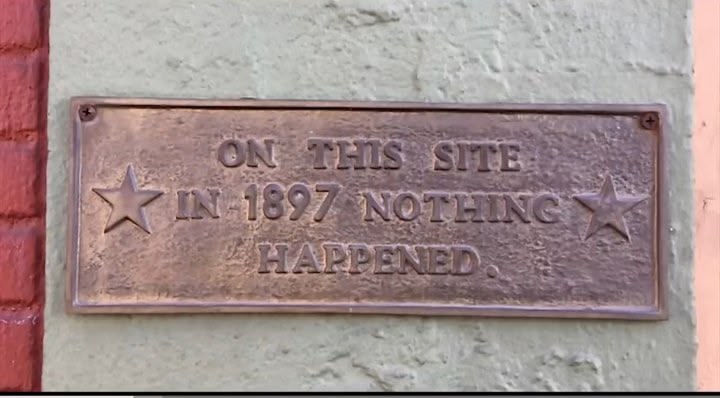 ON THIS SITE
IN 1897 NOTHING
HAPPENED.